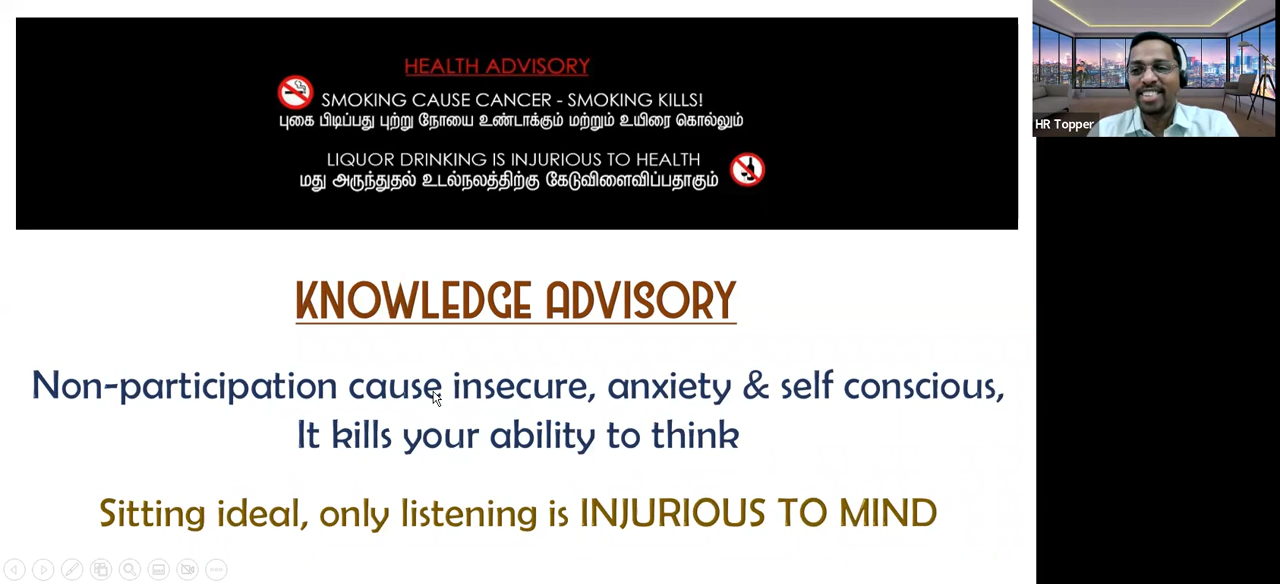 HEALTH ADVISORY
SMOKING CAUSE CANCER - SMOKING KILLS!
புகை பிடிப்பது புற்று நோயை உண்டாக்கும் மற்றும் உயிரை கொல்லும்
LIQUOR DRINKING IS INJURIOUS TO HEALTH
மது அருந்துதல் உடல்நலத்திற்கு கேடுவிளைவிப்பதாகும்
HR Topper
KNOWLEDGE ADVISORY
Non-participation cause insecure, anxiety & self conscious,
It kills your ability to think
Sitting ideal, only listening is INJURIOUS TO MIND